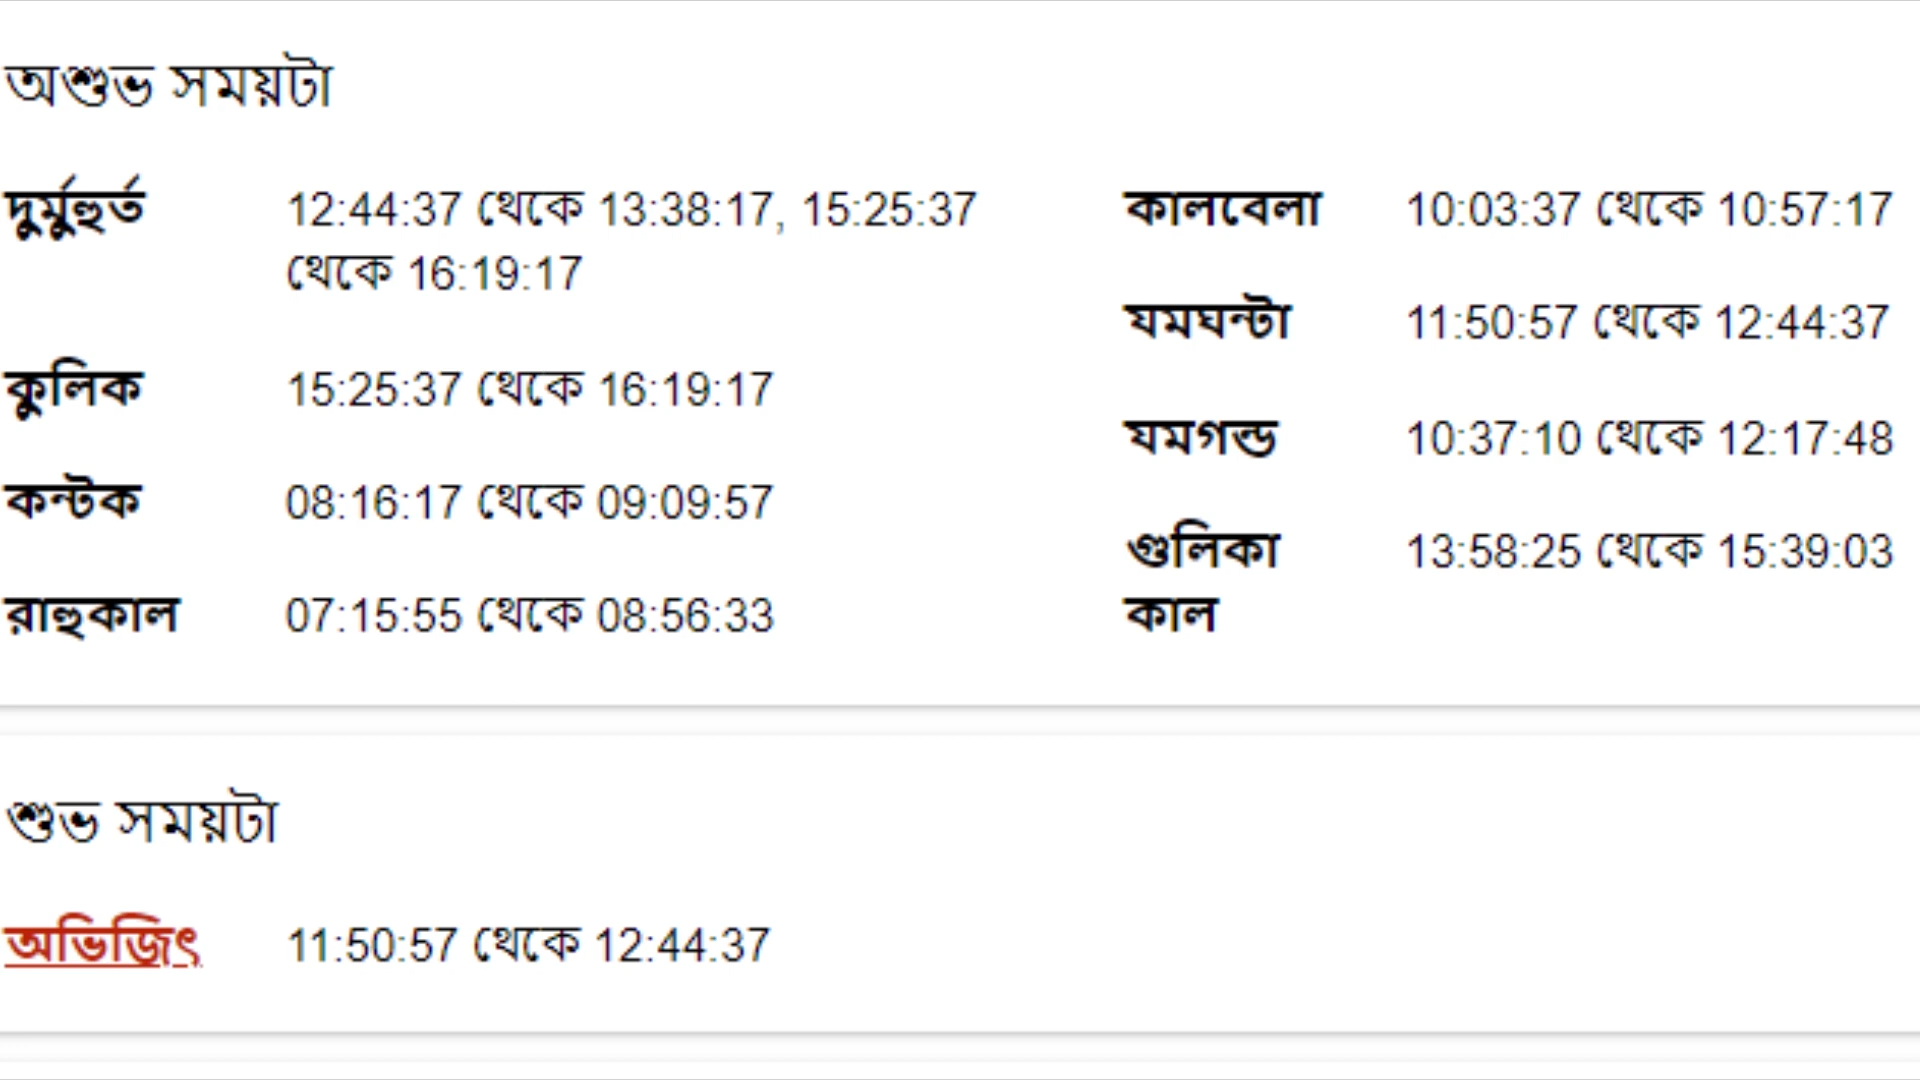 অশুভ সময়টা
দুর্মুহুর্ত 12:44:37 থেকে 13:38:17, 15:25:37
থেকে 16:19:17
কুলিক 15:25:37 থেকে 16:19:17
কন্টক 08:16:17 থেকে 09:09:57
রাহুকাল 07:15:55 থেকে 08:56:33
কালবেলা 10:03:37 থেকে 10:57:17
যমঘন্টা 11:50:57 থেকে 12:44:37
যমগন্ড 10:37:10 থেকে 12:17:48
গুলিকা 13:58:25 থেকে 15:39:03
কাল
শুভ সময়টা
অভিজিৎ 11:50:57 থেকে 12:44:37